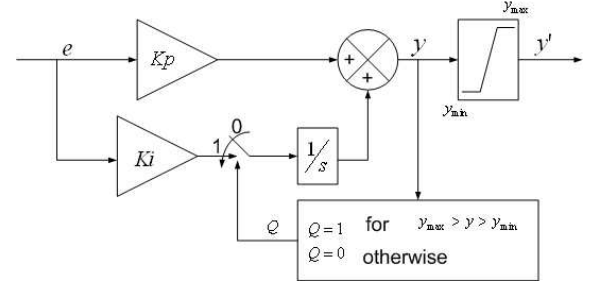 y_max
e
Kp
+
+
y
y'
y_min
0
1
Ki
1/s
Q
Q = 1 for y_max > y > y_min
Q = 0 otherwise